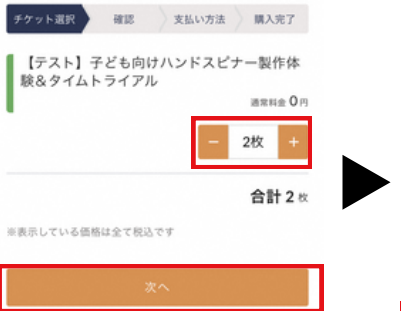 チケット選択 確認 支払い方法 購入完了
【テスト】子ども向けハンドスピナー製作体
験&タイムトライアル
通常料金 0円
− 2枚 +
合計 2 枚
※表示している価格は全て税込です
次へ